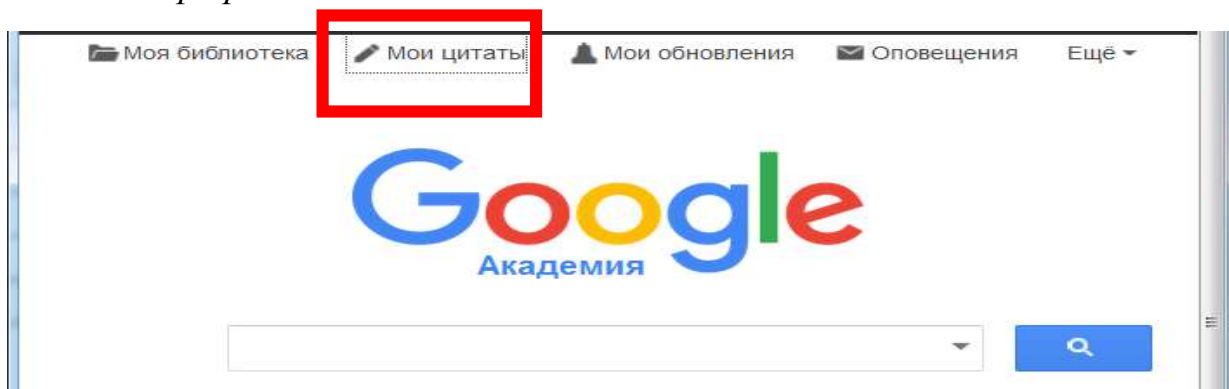 Моя библиотека Мои цитаты Мои обновления Оповещения Ещё
Google
Академия